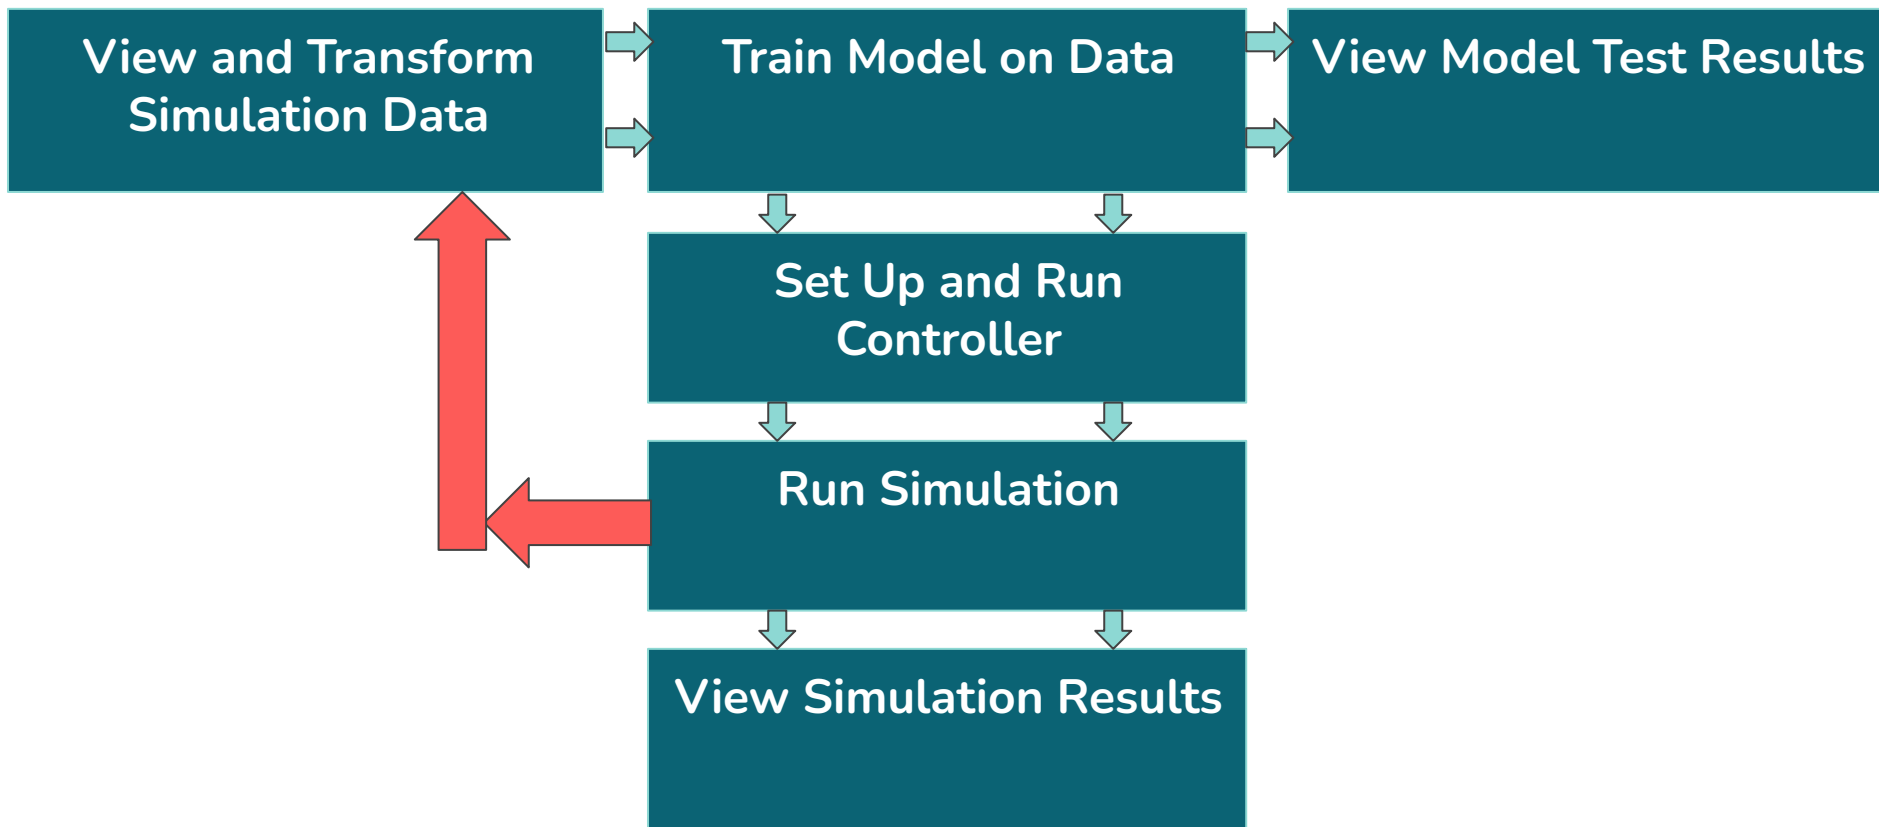 View and Transform
Simulation Data
Train Model on Data
View Model Test Results
Set Up and Run
Controller
Run Simulation
View Simulation Results